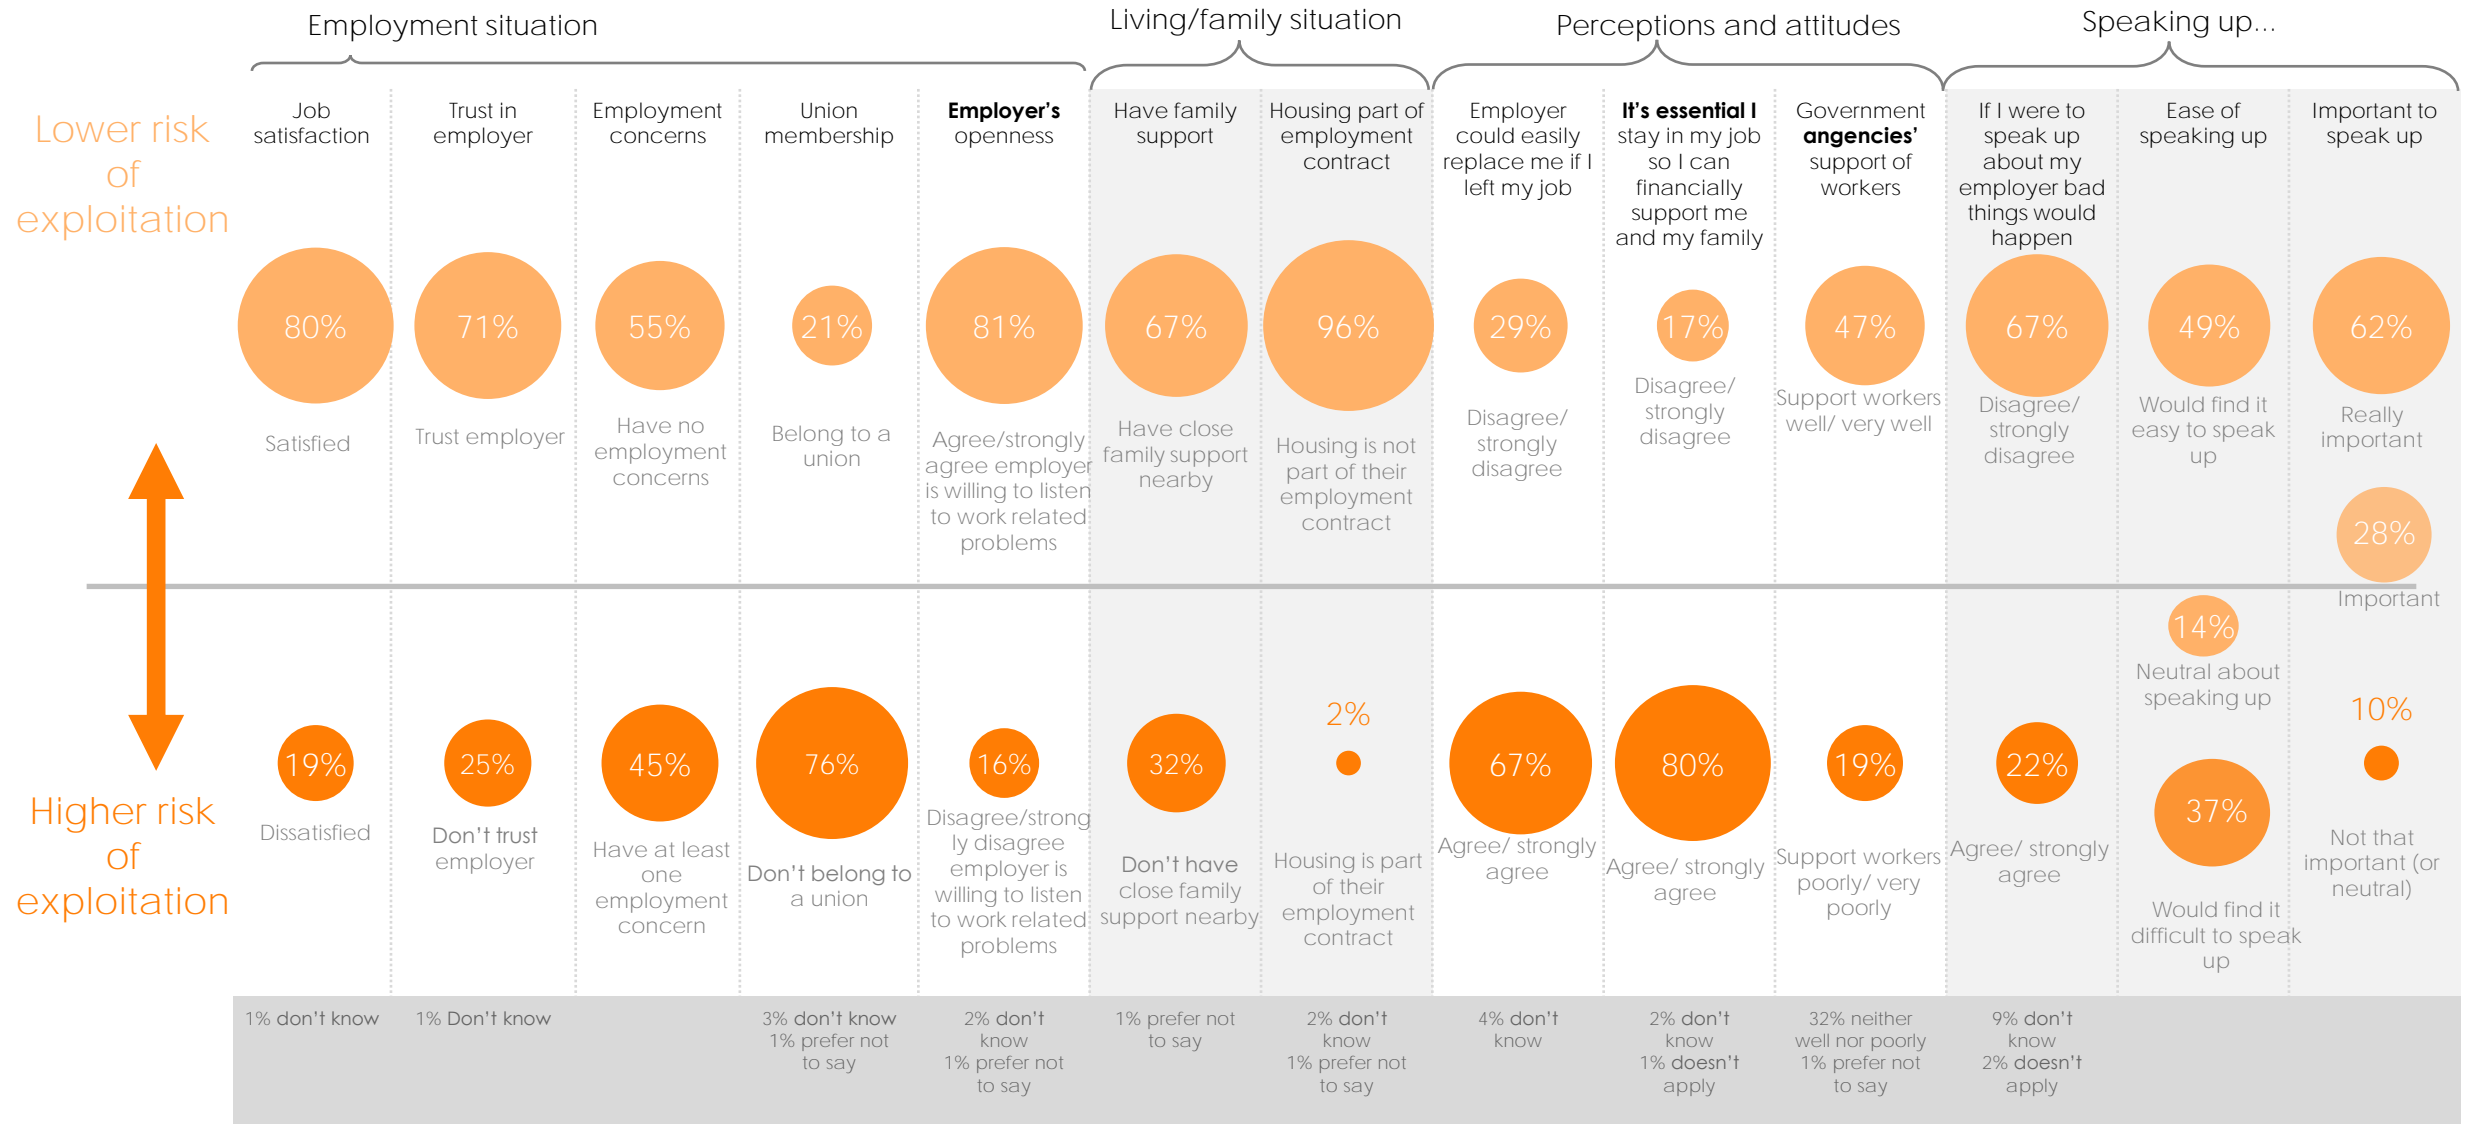 Employment situation
Living/family situation
Perceptions and attitudes
Speaking up...
Lower risk
of
exploitation
Job
satisfaction
Trust in
employer
Employment
concerns
Union
membership
Employer's
openness
Have family
support
Housing part of
employment
contract
Employer
could easily
replace me if I
left my job
It's essential I
stay in my job
so I can
financially
support me
and my family
Government
angencies'
support of
workers
If I were to
speak up
about my
employer bad
things would
happen
Ease of
speaking up
Important to
speak up
80%
Satisfied
71%
Trust employer
55%
Have no
employment
concerns
21%
Belong to a
union
81%
Agree/strongly
agree employer
is willing to listen
to work related
problems
67%
Have close
family support
nearby
96%
Housing is not
part of their
employment
contract
29%
Disagree/
strongly
disagree
17%
Disagree/
strongly
disagree
47%
Support workers
well/ very well
67%
Disagree/
strongly
disagree
49%
Would find it
easy to speak
up
62%
Really
important
28%
Important
Higher risk
of
exploitation
19%
Dissatisfied
25%
Don't trust
employer
45%
Have at least
one
employment
concern
76%
Don't belong to
a union
16%
Disagree/strong
ly disagree
employer is
willing to listen
to work related
problems
32%
Don't have
close family
support nearby
2%
Housing is part
of their
employment
contract
67%
Agree/ strongly
agree
80%
Agree/ strongly
agree
19%
Support workers
poorly/ very
poorly
22%
Agree/ strongly
agree
14%
Neutral about
speaking up
37%
Would find it
difficult to speak
up
10%
Not that
important (or
neutral)
1% don't know
1% Don't know
3% don't know
1% prefer not
to say
2% don't
know
1% prefer not
to say
1% prefer not
to say
2% don't
know
1% prefer not
to say
4% don't
know
2% don't
know
1% doesn't
apply
32% neither
well nor poorly
1% prefer not
to say
9% don't
know
2% doesn't
apply